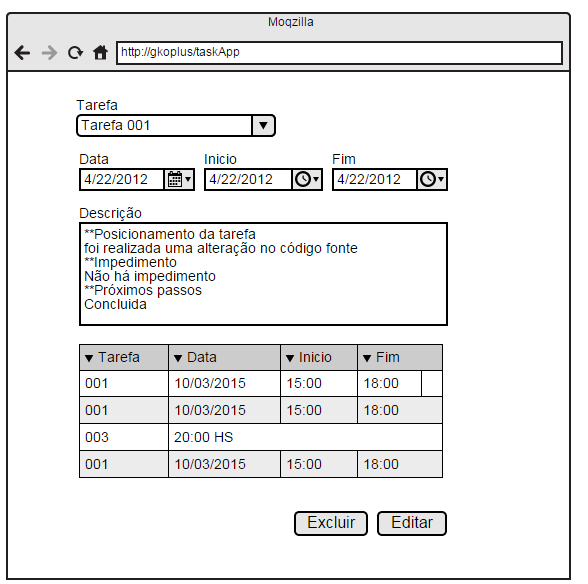 Moqzilla
http://gkoplus/taskApp
Tarefa
Tarefa 001
Data Inicio Fim
4/22/2012 4/22/2012 4/22/2012
Descrição
**Posicionamento da tarefa
foi realizada uma alteração no código fonte
**Impedimento
Não há impedimento
**Próximos passos
Concluida
Tarefa Data Inicio Fim
001 10/03/2015 15:00 18:00
001 10/03/2015 15:00 18:00
003 20:00 HS
001 10/03/2015 15:00 18:00
Excluir Editar